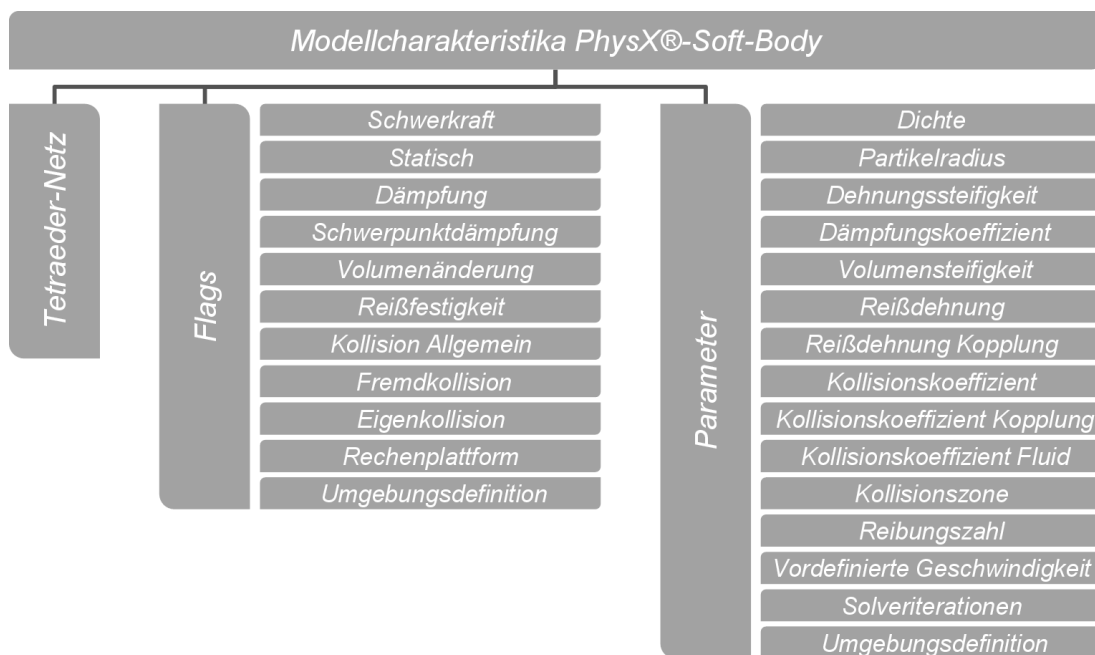 Modellcharakteristika PhysX®-Soft-Body
Tetraeder-Netz
Flags
Schwerkraft
Statisch
Dämpfung
Schwerpunktdämpfung
Volumenänderung
Reißfestigkeit
Kollision Allgemein
Fremdkollision
Eigenkollision
Rechenplattform
Umgebungsdefinition
Parameter
Dichte
Partikelradius
Dehnungssteifigkeit
Dämpfungskoeffizient
Volumensteifigkeit
Reißdehnung
Reißdehnung Kopplung
Kollisionskoeffizient
Kollisionskoeffizient Kopplung
Kollisionskoeffizient Fluid
Kollisionszone
Reibungszahl
Vordefinierte Geschwindigkeit
Solveriterationen
Umgebungsdefinition